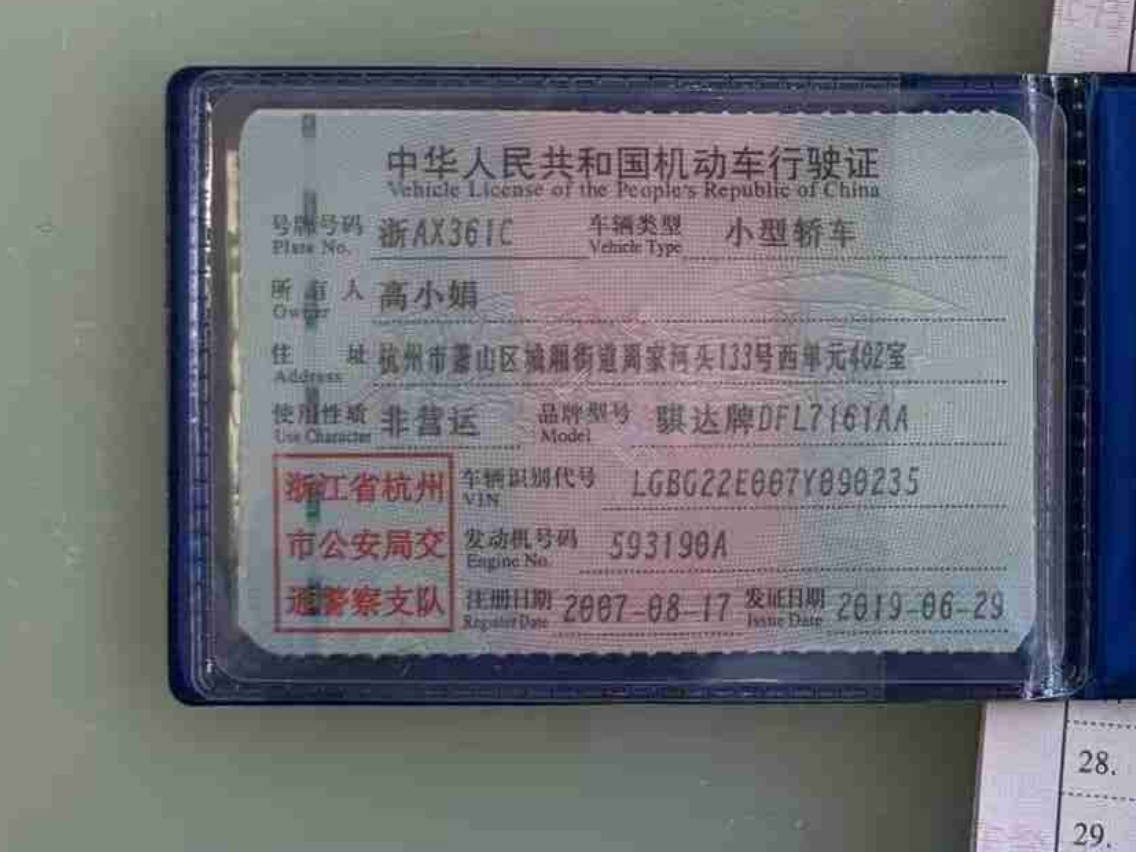 中华人民共和国机动车行驶证
Vehicle License of the People's Republic of China
号牌号码 浙AX361C 车辆类型 小型轿车
Plate No. Vehicle Type
所有人 高小娟
Owner
住址 杭州市萧山区城厢街道周家河头133号西单元402室
Address
使用性质 非营运 品牌型号 骐达牌DFL7161AA
Use Character Model
浙江省杭州 车辆识别代号 LGBG22E007Y090235
VIN
市公安局交 发动机号码 593190A
Engine No.
通警察支队 注册日期 2007-08-17 发证日期 2019-06-29
Register Date Issue Date
28.
29.